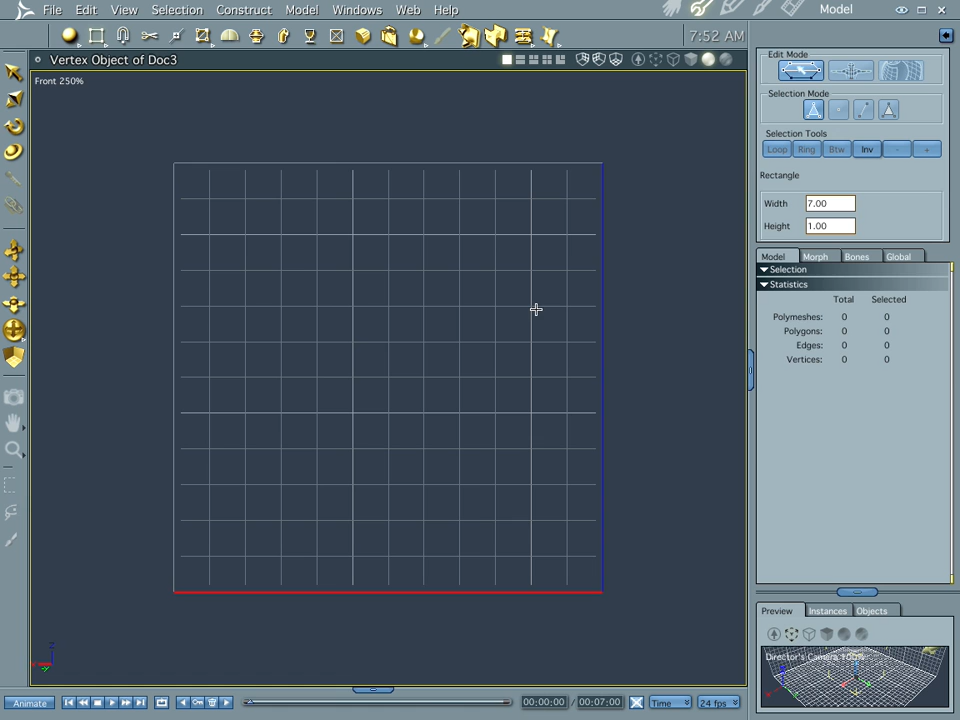 File Edit View Selection Construct Model Windows Web Help Model
7:52 AM
Vertex Object of Doc3
Front 250%
Edit Mode
Selection Mode
Selection Tools
Loop Ring Btw Inv - +
Rectangle
Width 7.00
Height 1.00
Model Morph Bones Global
Selection
Statistics
Total Selected
Polymeshes: 0 0
Polygons: 0 0
Edges: 0 0
Vertices: 0 0
Preview Instances Objects
Director's Camera 100%
Z
Animate 00:00:00 / 00:07:00 Time 24 fps